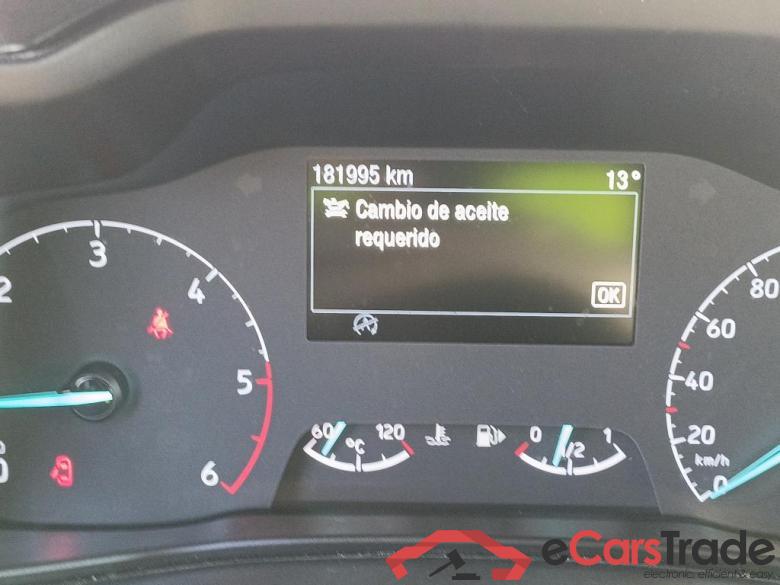 181995 km 13°
Cambio de aceite
requerido
OK
2 3 4 5 6
0
60 °C 120
0 1/2 1
80
60
40
20
km/h
0
eCarsTrade
electronic, efficient & easy